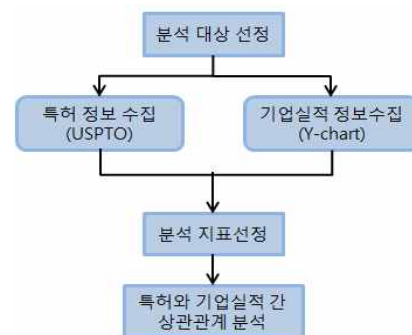 분석 대상 선정
특허 정보 수집
(USPTO)
기업실적 정보수집
(Y-chart)
분석 지표선정
특허와 기업실적 간
상관관계 분석